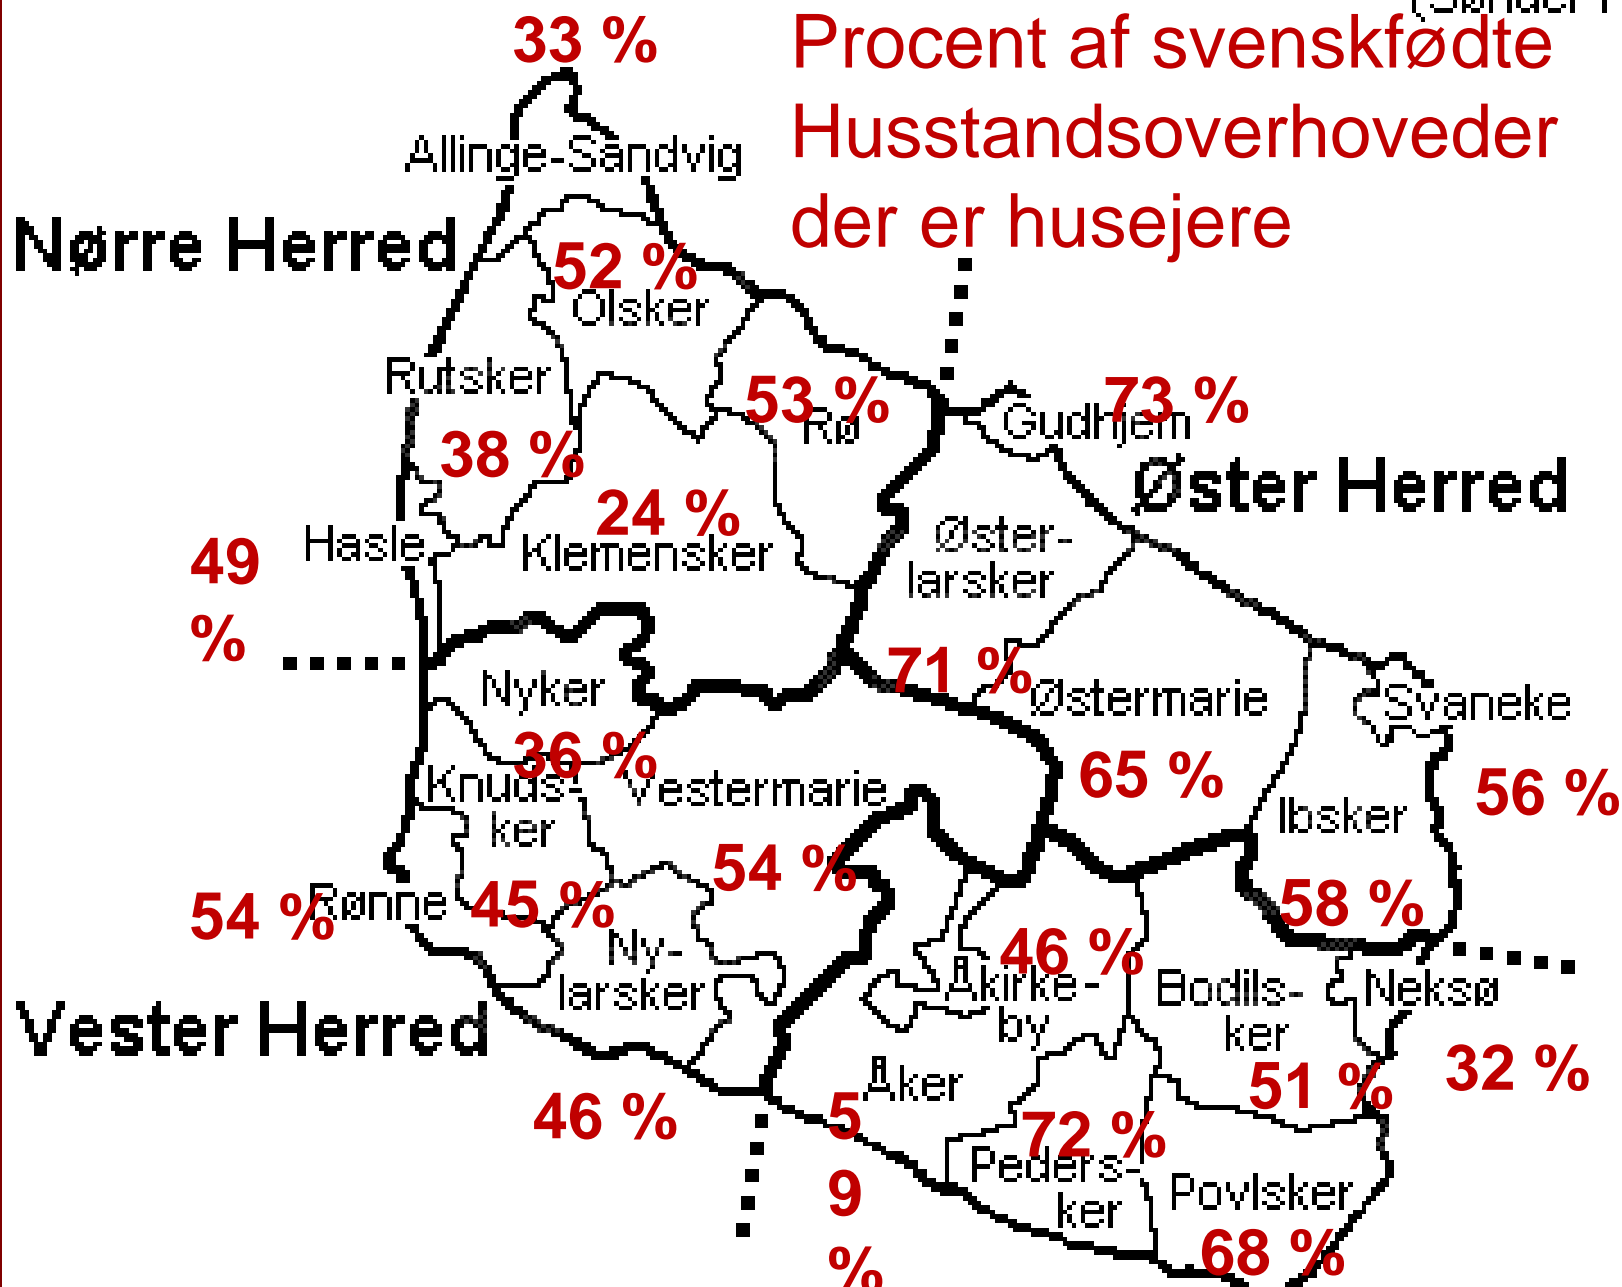 33 %
Procent af svenskfødte
Husstandsoverhoveder
der er husejere
Allinge-Sandvig
Nørre Herred
52 %
Olsker
Rutsker
53 %
Rø
73 %
Gudhjem
38 %
Øster Herred
24 %
49
%
Hasle
Klemensker
Øster-
larsker
71 %
Nyker
Østermarie
Svaneke
36 %
65 %
56 %
Knuds-
ker
Vestermarie
Ibsker
54 %
54 %
Rønne
45 %
58 %
46 %
Ny-
larsker
Åkirke-
by
Bodils-
ker
Neksø
Vester Herred
32 %
Åker
51 %
46 %
5
9
%
72 %
Peders-
ker
Povlsker
68 %